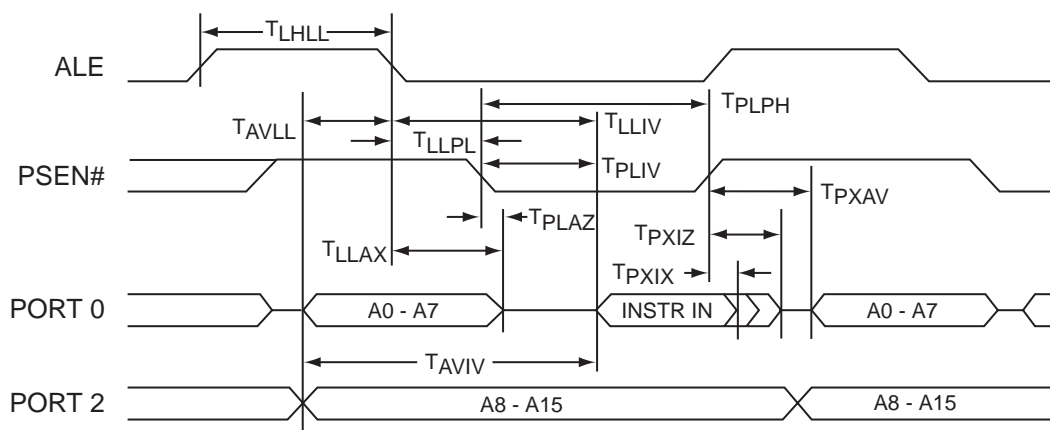 TLHLL
ALE
TPLPH
TAVLL
TLLIV
TLLPL
TPLIV
PSEN#
TPXAV
TPLAZ
TLLAX
TPXIZ
TPXIX
PORT 0
A0 - A7
INSTR IN
A0 - A7
TAVIV
PORT 2
A8 - A15
A8 - A15